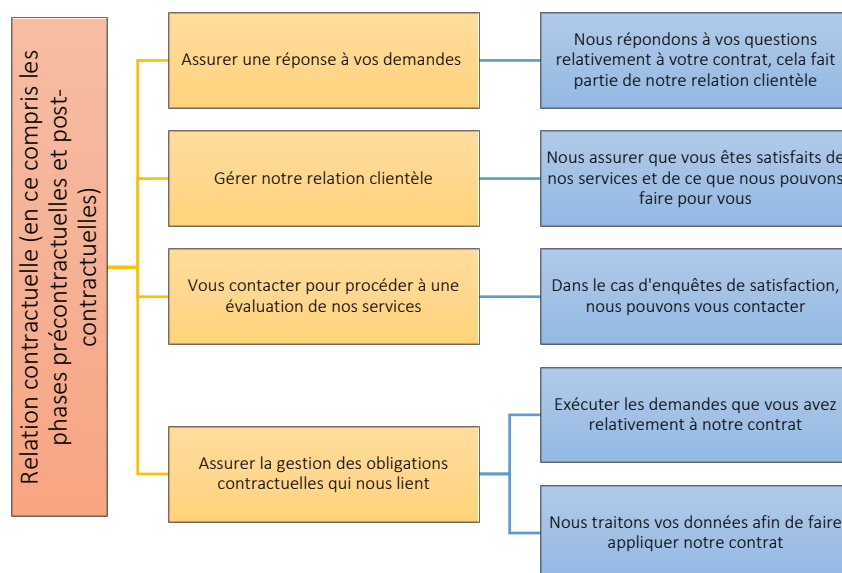 Relation contractuelle (en ce compris les
phases précontractuelles et post-
contractuelles)
Assurer une réponse à vos demandes
Nous répondons à vos questions
relativement à votre contrat, cela fait
partie de notre relation clientèle
Gérer notre relation clientèle
Nous assurer que vous êtes satisfaits de
nos services et de ce que nous pouvons
faire pour vous
Vous contacter pour procéder à une
évaluation de nos services
Dans le cas d'enquêtes de satisfaction,
nous pouvons vous contacter
Assurer la gestion des obligations
contractuelles qui nous lient
Exécuter les demandes que vous avez
relativement à notre contrat
Nous traitons vos données afin de faire
appliquer notre contrat